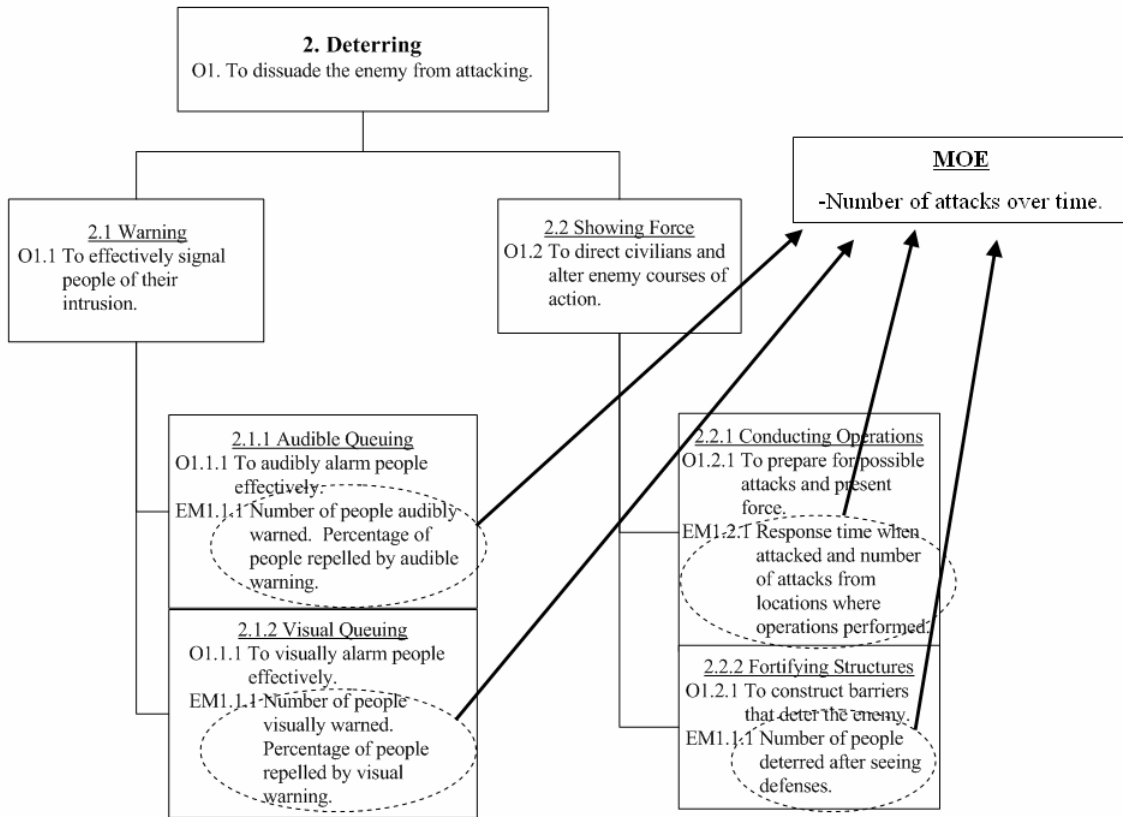 2. Deterring
O1. To dissuade the enemy from attacking.
MOE
-Number of attacks over time.
2.1 Warning
O1.1 To effectively signal
people of their
intrusion.
2.2 Showing Force
O1.2 To direct civilians and
alter enemy courses of
action.
2.1.1 Audible Queuing
O1.1.1 To audibly alarm people
effectively.
EM1.1.1 Number of people audibly
warned. Percentage of
people repelled by audible
warning.
2.1.2 Visual Queuing
O1.1.1 To visually alarm people
effectively.
EM1.1.1 Number of people
visually warned.
Percentage of people
repelled by visual
warning.
2.2.1 Conducting Operations
O1.2.1 To prepare for possible
attacks and present
force.
EM1.2.1 Response time when
attacked and number
of attacks from
locations where
operations performed.
2.2.2 Fortifying Structures
O1.2.1 To construct barriers
that deter the enemy.
EM1.1.1 Number of people
deterred after seeing
defenses.